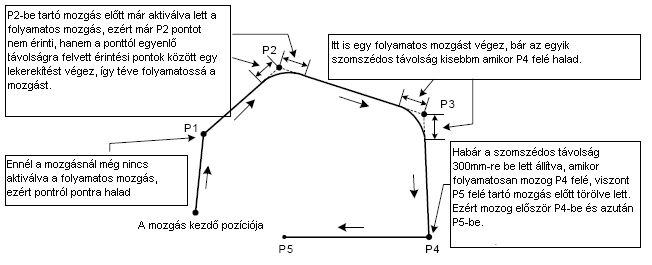 P2-be tartó mozgás előtt már aktiválva lett a
folyamatos mozgás, ezért már P2 pontot
nem érinti, hanem a ponttól egyenlő
távolságra felvett érintési pontok között egy
lekerekítést végez, így téve folyamatossá a
mozgást.
P2
Itt is egy folyamatos mozgást végez, bár az egyik
szomszédos távolság kisebbm amikor P4 felé halad.
P3
P1
Ennél a mozgásnál még nincs
aktiválva a folyamatos mozgás,
ezért pontról pontra halad
Habár a szomszédos távolság
300mm-re be lett állítva, amikor
folyamatosan mozog P4 felé, viszont
P5 felé tartó mozgás előtt törölve lett.
Ezért mozog először P4-be és azután
P5-be.
A mozgás kezdő pozíciója
P5
P4